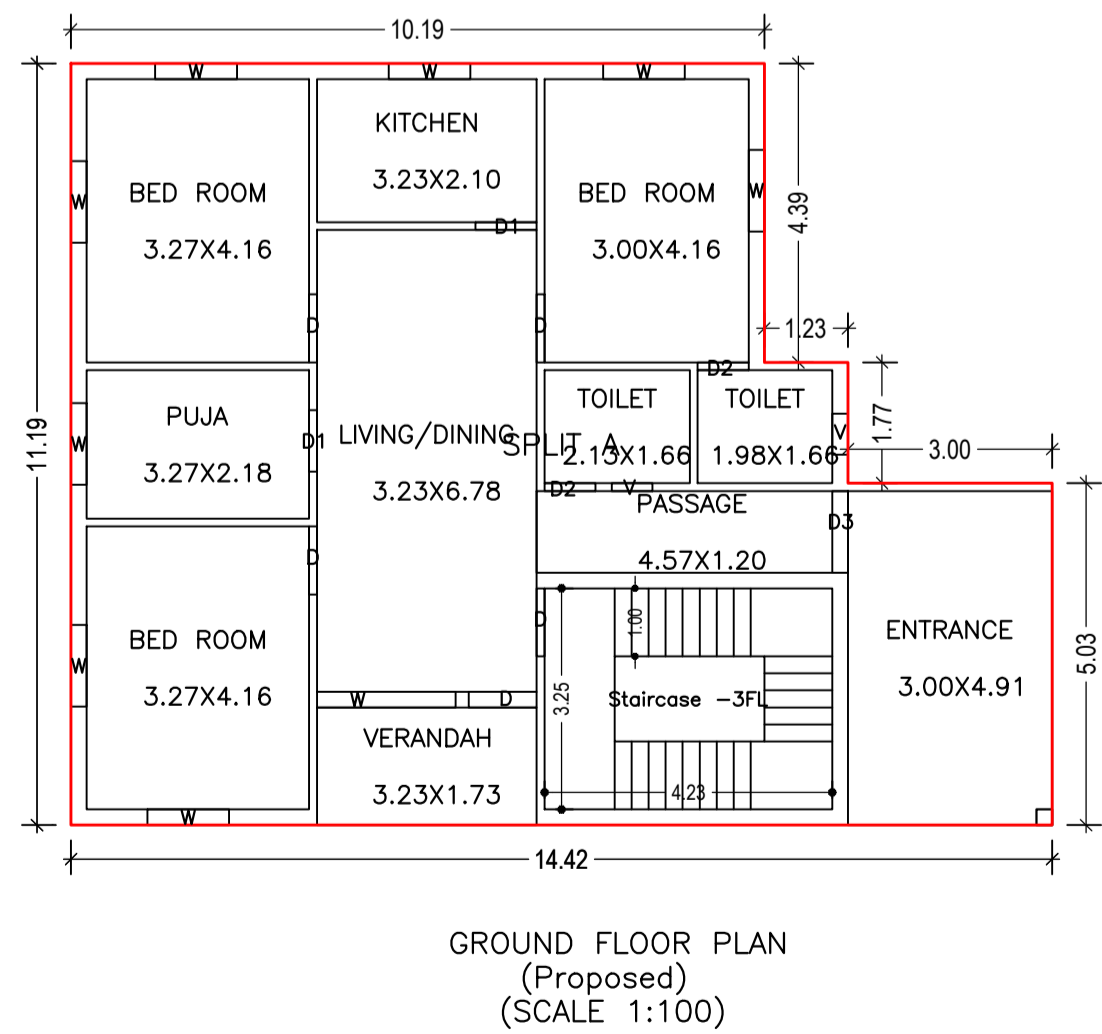 10.19
W
W
W
KITCHEN
3.23X2.10
BED ROOM
3.27X4.16
BED ROOM
3.00X4.16
W
W
4.39
D1
D
D
1.23
D2
11.19
PUJA
3.27X2.18
W
D1
LIVING/DINING
3.23X6.78
SPLIT A
TOILET
2.13X1.66
TOILET
1.98X1.66
V
1.77
3.00
D2
V
PASSAGE
4.57X1.20
D3
D
BED ROOM
3.27X4.16
W
D
1.00
3.25
Staircase -3FL
4.23
ENTRANCE
3.00X4.91
5.03
W
D
VERANDAH
3.23X1.73
W
14.42
GROUND FLOOR PLAN
(Proposed)
(SCALE 1:100)